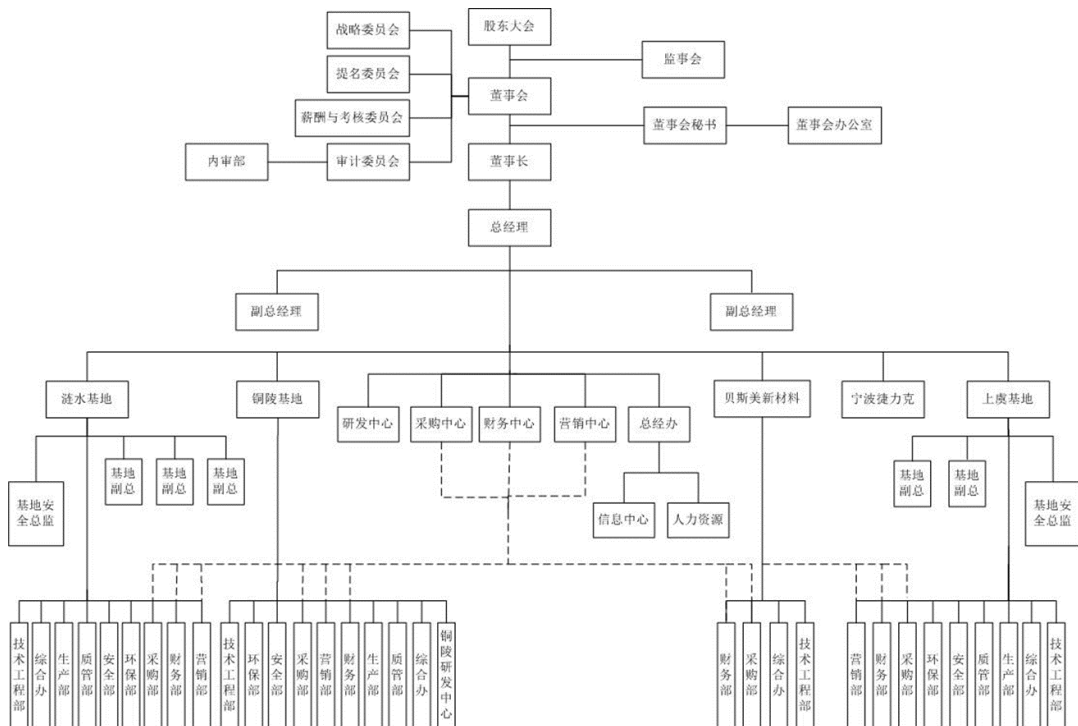 战略委员会
股东大会
监事会
提名委员会
董事会
薪酬与考核委员会
董事会秘书
董事会办公室
内审部
审计委员会
董事长
总经理
副总经理
副总经理
涟水基地
铜陵基地
研发中心
采购中心
财务中心
营销中心
总经办
贝斯美新材料
宁波捷力克
上虞基地
基地安
全总监
基地
副总
基地
副总
基地
副总
信息中心
人力资源
基地
副总
基地
副总
基地安
全总监
技术工程部
综合办
生产部
质管部
安全部
环保部
采购部
财务部
营销部
技术工程部
环保部
安全部
采购部
营销部
财务部
生产部
质管部
综合办
铜陵研发中心
财务部
采购部
综合办
技术工程部
营销部
财务部
采购部
环保部
安全部
质管部
生产部
综合办
技术工程部